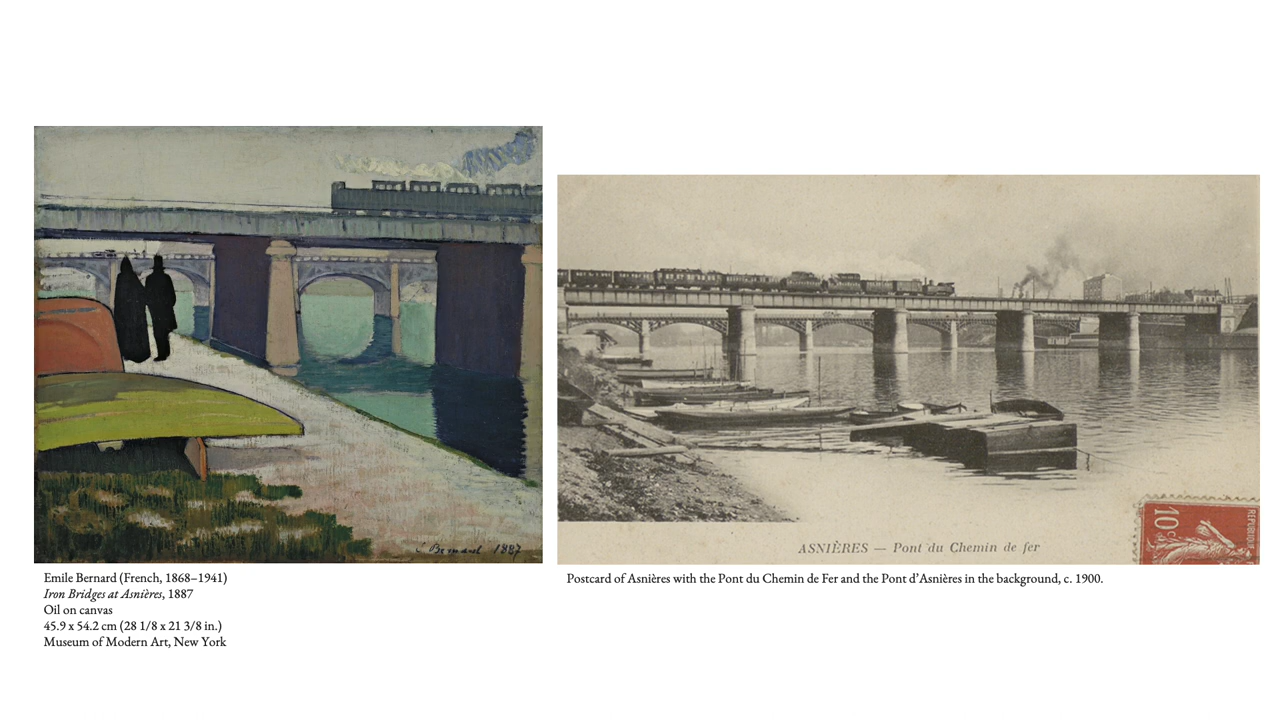 É Bernard 1887
Emile Bernard (French, 1868–1941)
Iron Bridges at Asnières, 1887
Oil on canvas
45.9 x 54.2 cm (28 1/8 x 21 3/8 in.)
Museum of Modern Art, New York
ASNIÈRES — Pont du Chemin de fer
10c
REPUBLIQUE
Postcard of Asnières with the Pont du Chemin de Fer and the Pont d’Asnières in the background, c. 1900.